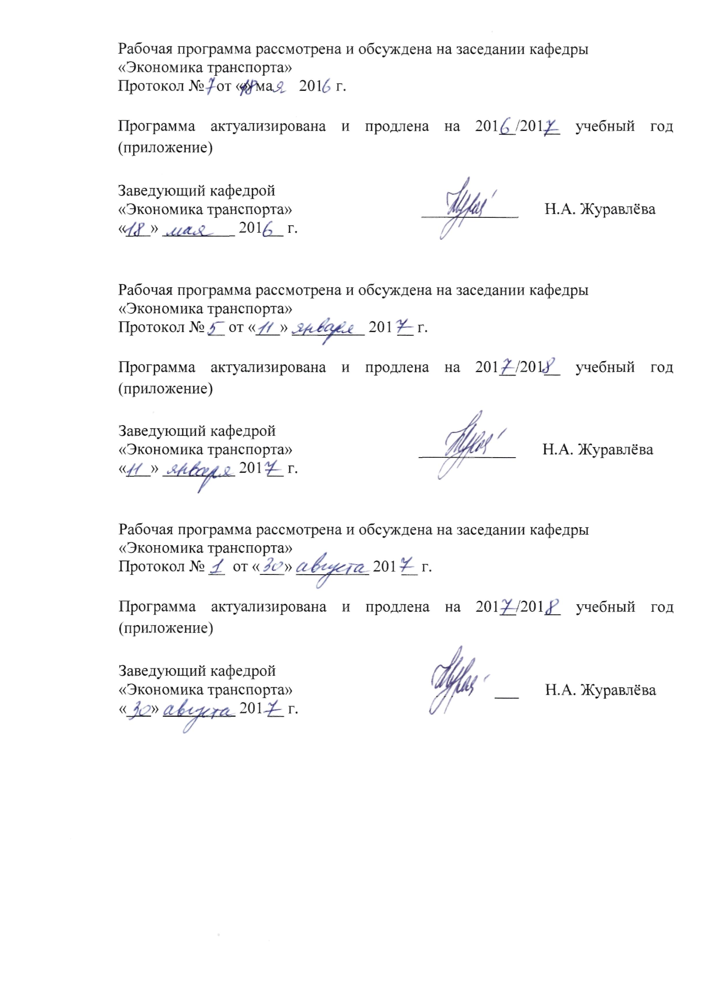 Рабочая программа рассмотрена и обсуждена на заседании кафедры
«Экономика транспорта»
Протокол №7 от «18» мая 2016 г.
Программа актуализирована и продлена на 2016/2017 учебный год
(приложение)
Заведующий кафедрой
«Экономика транспорта» Н.А. Журавлёва
«18» мая 2016 г.
Рабочая программа рассмотрена и обсуждена на заседании кафедры
«Экономика транспорта»
Протокол № 5 от «11» января 2017 г.
Программа актуализирована и продлена на 2017/2018 учебный год
(приложение)
Заведующий кафедрой
«Экономика транспорта» Н.А. Журавлёва
«11» января 2017 г.
Рабочая программа рассмотрена и обсуждена на заседании кафедры
«Экономика транспорта»
Протокол № 1 от «30» августа 2017 г.
Программа актуализирована и продлена на 2017/2018 учебный год
(приложение)
Заведующий кафедрой
«Экономика транспорта» Н.А. Журавлёва
«30» августа 2017 г.